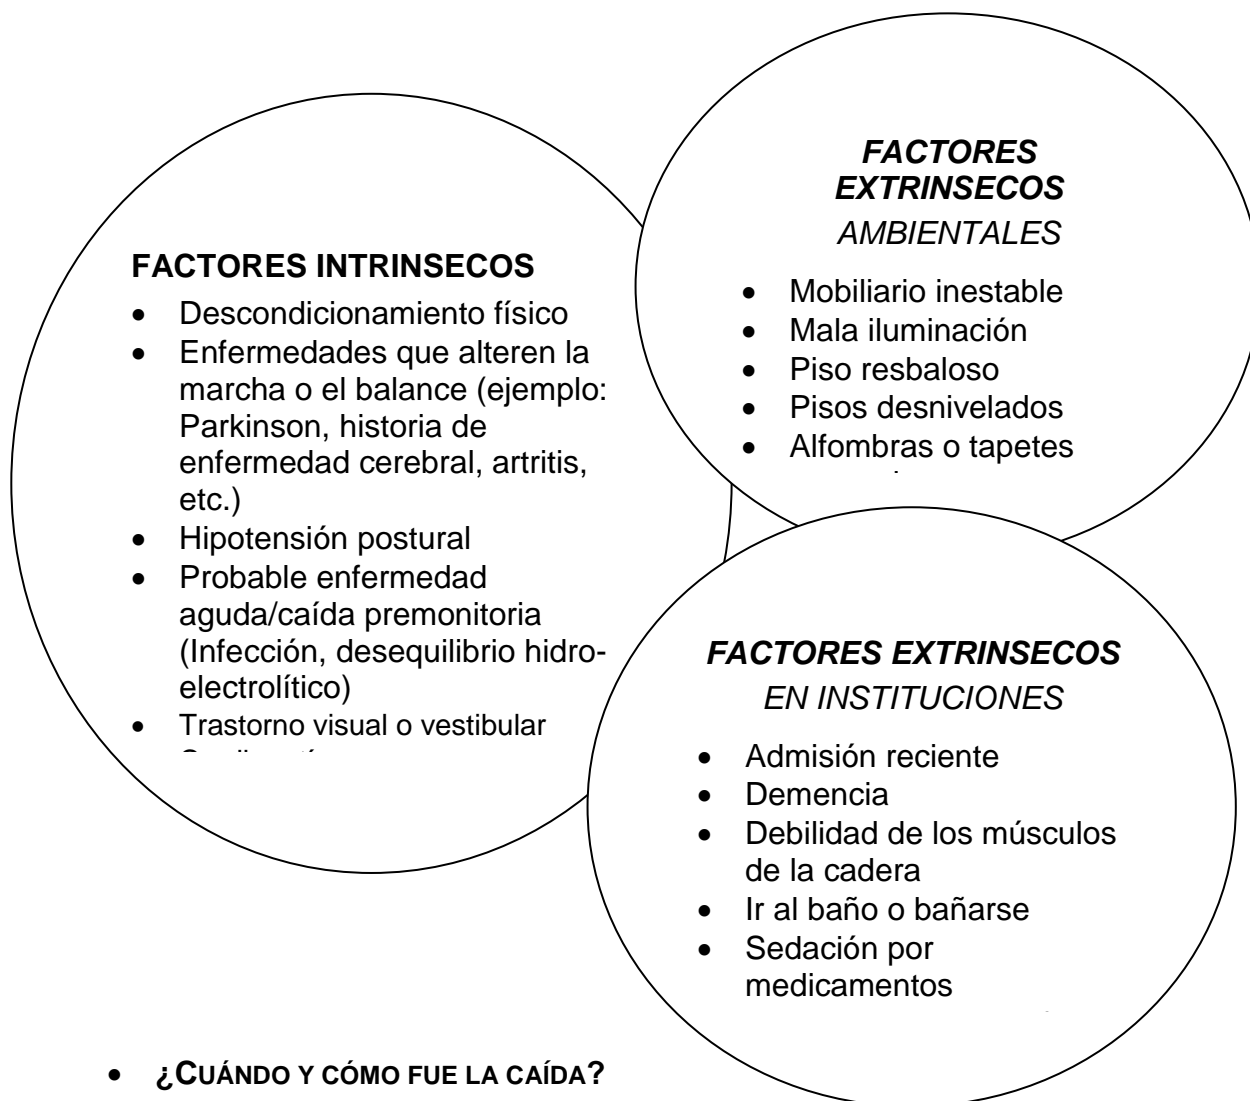 FACTORES INTRINSECOS
• Descondicionamiento físico
• Enfermedades que alteren la
marcha o el balance (ejemplo:
Parkinson, historia de
enfermedad cerebral, artritis,
etc.)
• Hipotensión postural
• Probable enfermedad
aguda/caída premonitoria
(Infección, desequilibrio hidro-
electrolítico)
• Trastorno visual o vestibular
FACTORES
EXTRINSECOS
AMBIENTALES
• Mobiliario inestable
• Mala iluminación
• Piso resbaloso
• Pisos desnivelados
• Alfombras o tapetes
FACTORES EXTRINSECOS
EN INSTITUCIONES
• Admisión reciente
• Demencia
• Debilidad de los músculos
de la cadera
• Ir al baño o bañarse
• Sedación por
medicamentos
• ¿CUÁNDO Y CÓMO FUE LA CAÍDA?